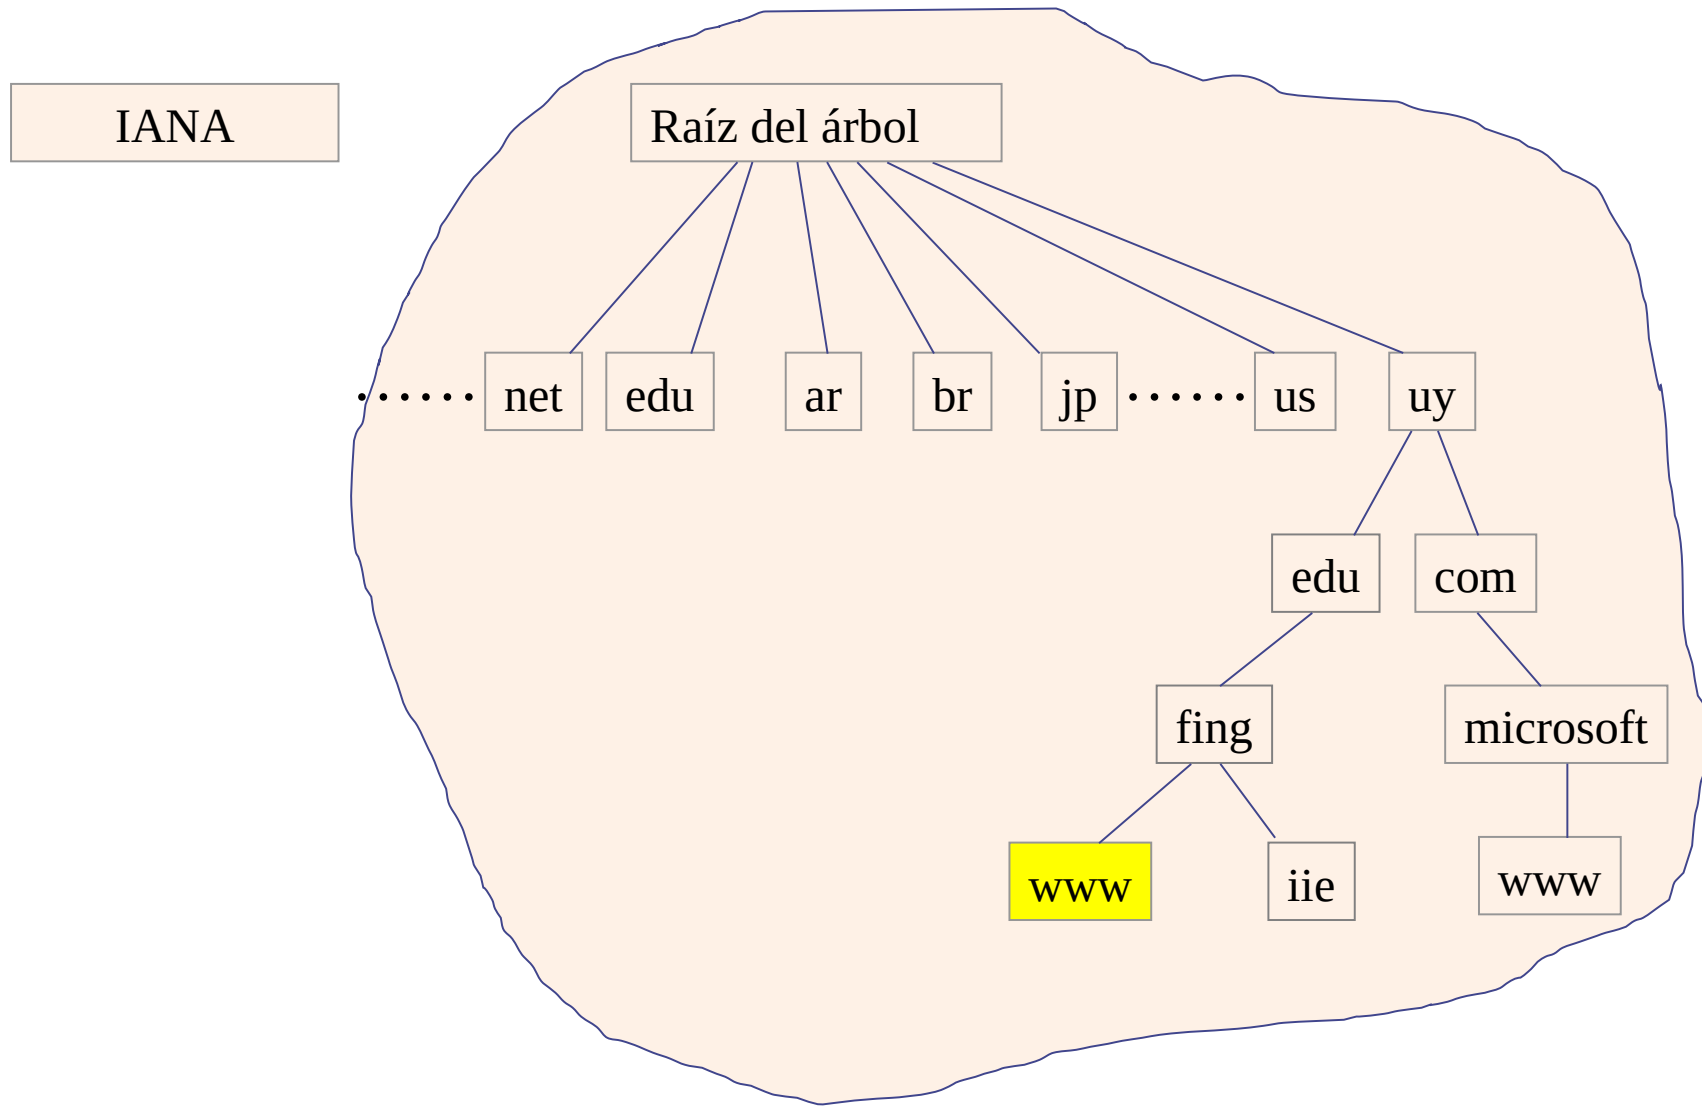 IANA
Raíz del árbol
net
edu
ar
br
jp
us
uy
edu
com
fing
microsoft
www
iie
www